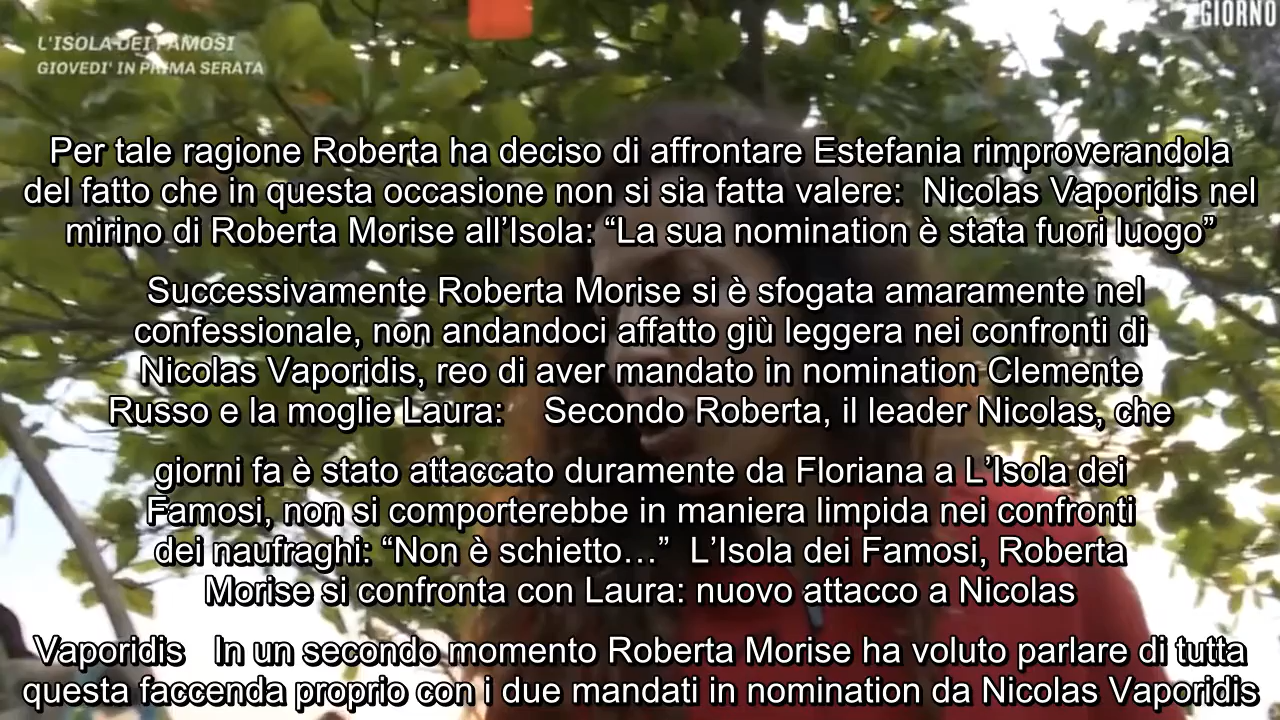 L'ISOLA DEI FAMOSI
GIOVEDI' IN PRIMA SERATA
GIORNO
Per tale ragione Roberta ha deciso di affrontare Estefania rimproverandola
del fatto che in questa occasione non si sia fatta valere:  Nicolas Vaporidis nel
mirino di Roberta Morise all’Isola: “La sua nomination è stata fuori luogo”
Successivamente Roberta Morise si è sfogata amaramente nel
confessionale, non andandoci affatto giù leggera nei confronti di
Nicolas Vaporidis, reo di aver mandato in nomination Clemente
Russo e la moglie Laura:    Secondo Roberta, il leader Nicolas, che
giorni fa è stato attaccato duramente da Floriana a L’Isola dei
Famosi, non si comporterebbe in maniera limpida nei confronti
dei naufraghi: “Non è schietto…”  L’Isola dei Famosi, Roberta
Morise si confronta con Laura: nuovo attacco a Nicolas
Vaporidis   In un secondo momento Roberta Morise ha voluto parlare di tutta
questa faccenda proprio con i due mandati in nomination da Nicolas Vaporidis